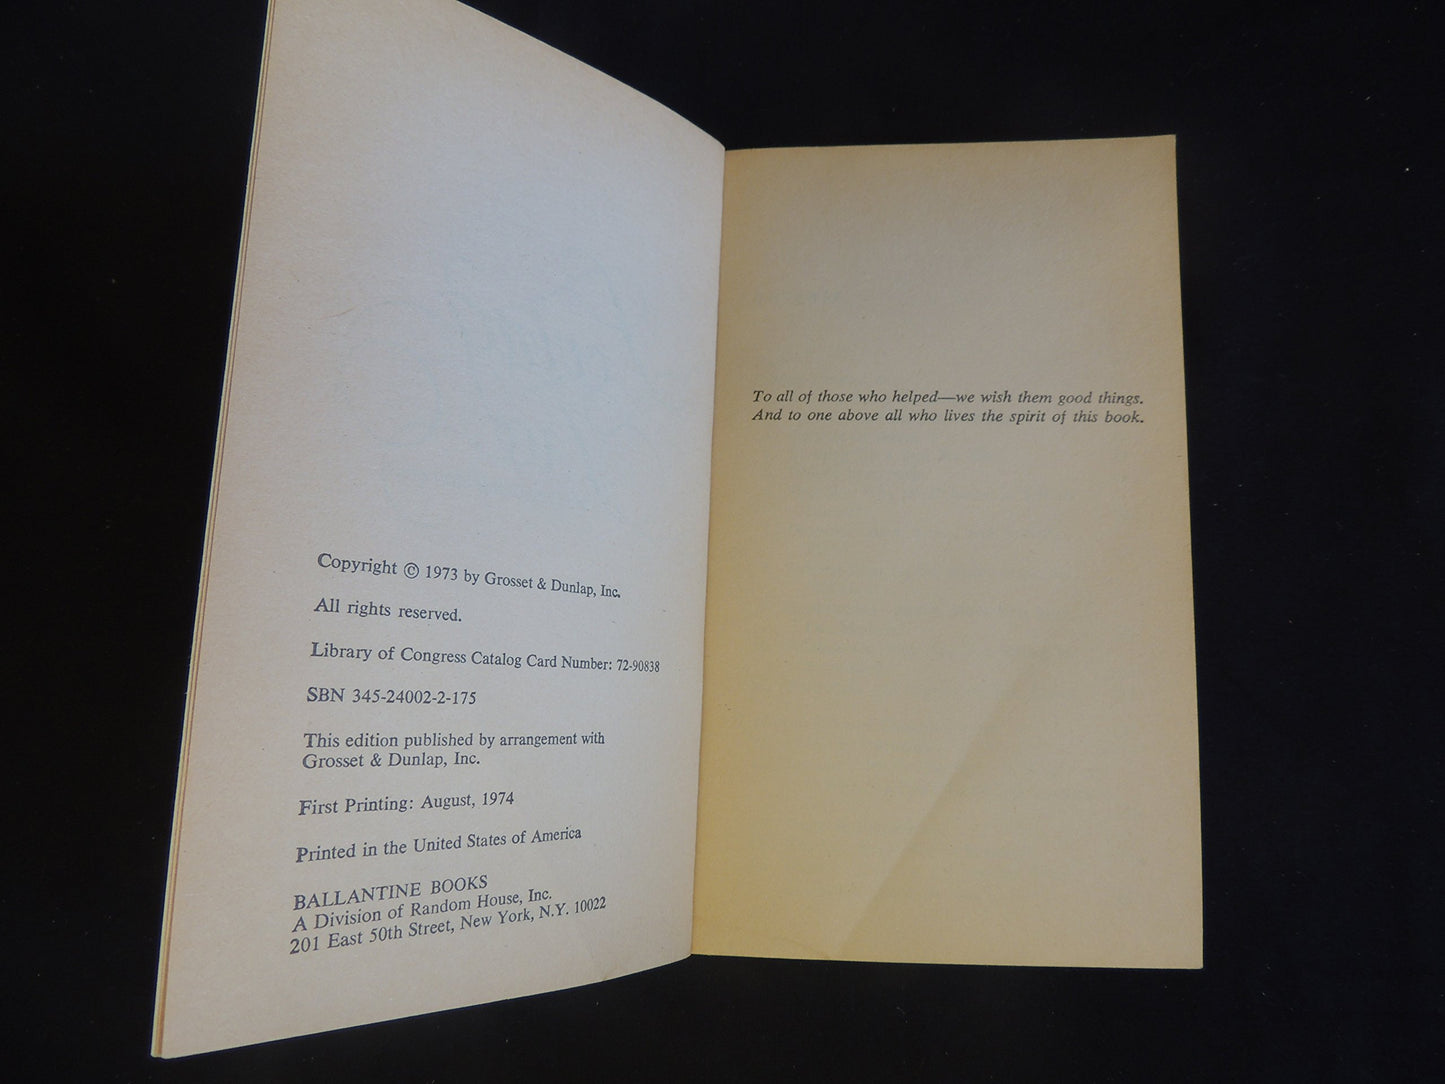 Copyright © 1973 by Grosset & Dunlap, Inc.
All rights reserved.
Library of Congress Catalog Card Number: 72-90838
SBN 345-24002-2-175
This edition published by arrangement with
Grosset & Dunlap, Inc.
First Printing: August, 1974
Printed in the United States of America
BALLANTINE BOOKS
A Division of Random House, Inc.
201 East 50th Street, New York, N.Y. 10022
To all of those who helped—we wish them good things.
And to one above all who lives the spirit of this book.